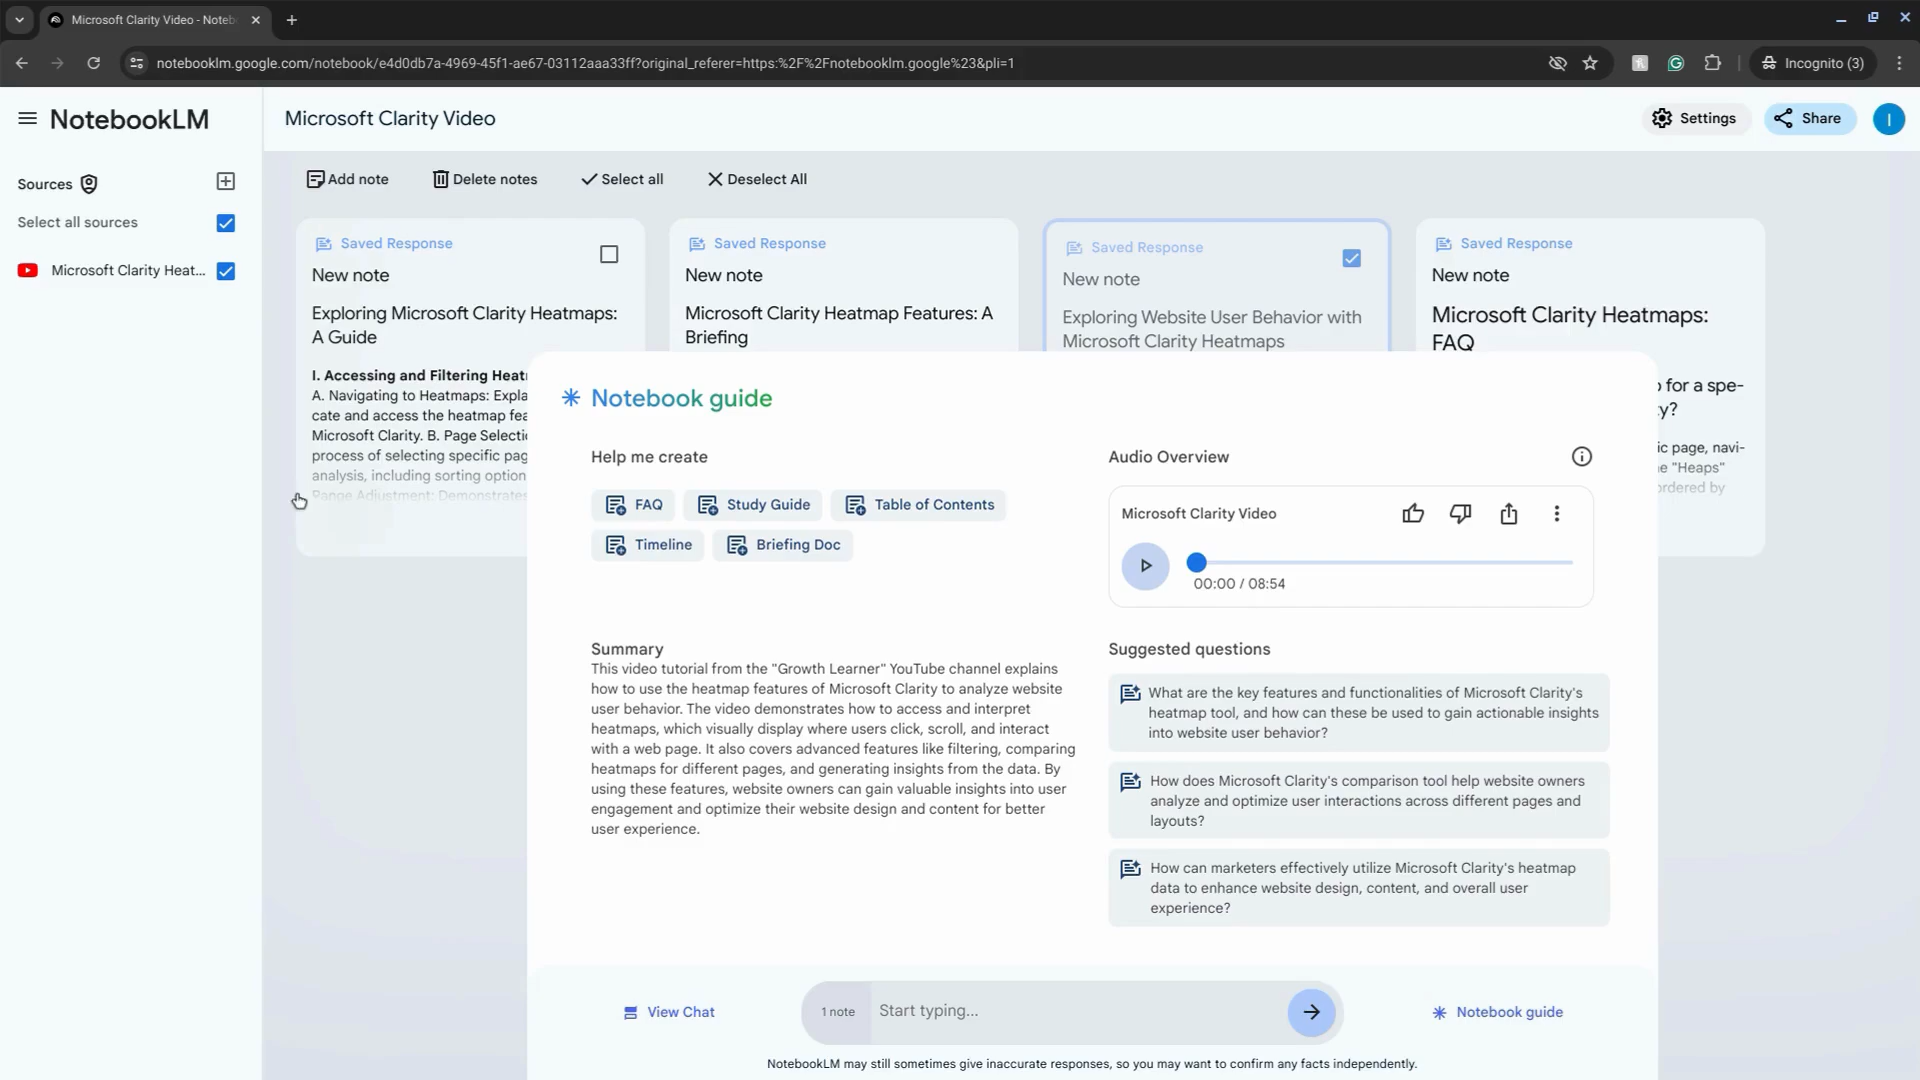 Microsoft Clarity Video - Noteb
notebooklm.google.com/notebook/e4d0db7a-4969-45f1-ae67-03112aaa33ff?original_referer=https:%2F%2Fnotebooklm.google%23&pli=1
Incognito (3)
NotebookLM
Microsoft Clarity Video
Settings
Share
I
Sources
Select all sources
Microsoft Clarity Heat...
Add note
Delete notes
Select all
Deselect All
Saved Response
New note
Exploring Microsoft Clarity Heatmaps:
A Guide
I. Accessing and Filtering Heat
A. Navigating to Heatmaps: Expla
cate and access the heatmap fea
Microsoft Clarity. B. Page Selectio
process of selecting specific pag
analysis, including sorting option
Range Adjustment: Demonstrates
Saved Response
New note
Microsoft Clarity Heatmap Features: A
Briefing
Saved Response
New note
Exploring Website User Behavior with
Microsoft Clarity Heatmaps
Saved Response
New note
Microsoft Clarity Heatmaps:
FAQ
for a spe-
y?
ic page, navi-
e "Heaps"
ordered by
Notebook guide
Help me create
FAQ
Study Guide
Table of Contents
Timeline
Briefing Doc
Audio Overview
Microsoft Clarity Video
00:00 / 08:54
Summary
This video tutorial from the "Growth Learner" YouTube channel explains
how to use the heatmap features of Microsoft Clarity to analyze website
user behavior. The video demonstrates how to access and interpret
heatmaps, which visually display where users click, scroll, and interact
with a web page. It also covers advanced features like filtering, comparing
heatmaps for different pages, and generating insights from the data. By
using these features, website owners can gain valuable insights into user
engagement and optimize their website design and content for better
user experience.
Suggested questions
What are the key features and functionalities of Microsoft Clarity's
heatmap tool, and how can these be used to gain actionable insights
into website user behavior?
How does Microsoft Clarity's comparison tool help website owners
analyze and optimize user interactions across different pages and
layouts?
How can marketers effectively utilize Microsoft Clarity's heatmap
data to enhance website design, content, and overall user
experience?
View Chat
1 note
Start typing...
Notebook guide
NotebookLM may still sometimes give inaccurate responses, so you may want to confirm any facts independently.